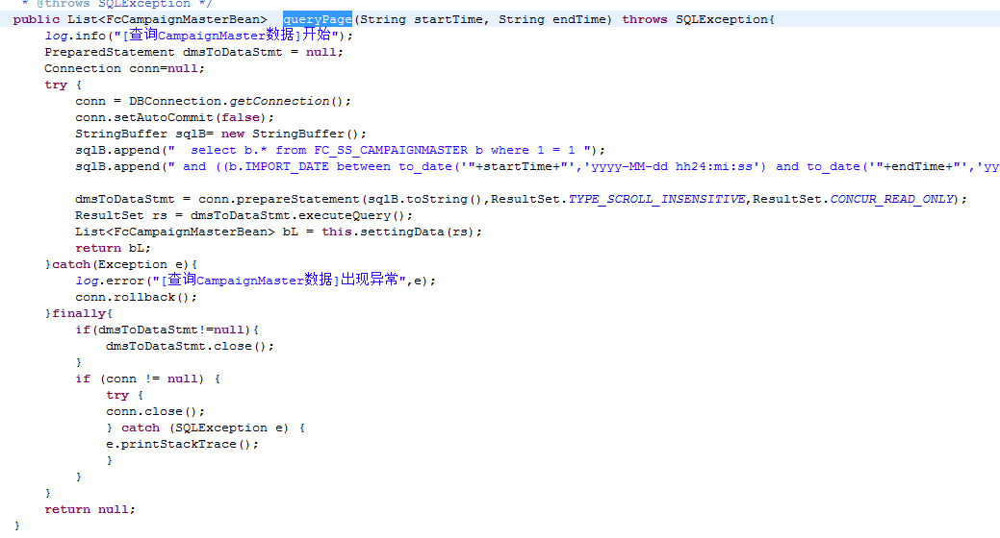 * @throws SQLException */
public List<FcCampaignMasterBean> queryPage(String startTime, String endTime) throws SQLException{
log.info("[查询CampaignMaster数据]开始");
PreparedStatement dmsToDataStmt = null;
Connection conn=null;
try {
conn = DBConnection.getConnection();
conn.setAutoCommit(false);
StringBuffer sqlB= new StringBuffer();
sqlB.append("  select b.* from FC_SS_CAMPAIGNMASTER b where 1 = 1 ");
sqlB.append(" and ((b.IMPORT_DATE between to_date('"+startTime+"','yyyy-MM-dd hh24:mi:ss') and to_date('"+endTime+"','yy
dmsToDataStmt = conn.prepareStatement(sqlB.toString(),ResultSet.TYPE_SCROLL_INSENSITIVE,ResultSet.CONCUR_READ_ONLY);
ResultSet rs = dmsToDataStmt.executeQuery();
List<FcCampaignMasterBean> bL = this.settingData(rs);
return bL;
}catch(Exception e){
log.error("[查询CampaignMaster数据]出现异常",e);
conn.rollback();
}finally{
if(dmsToDataStmt!=null){
dmsToDataStmt.close();
}
if (conn != null) {
try {
conn.close();
} catch (SQLException e) {
e.printStackTrace();
}
}
}
return null;
}